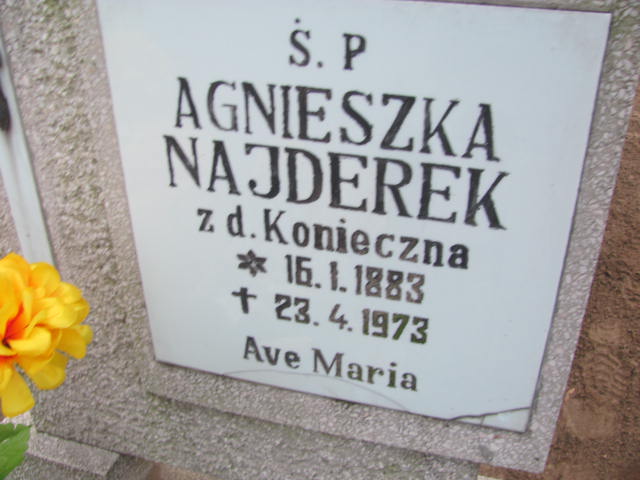 Ś. P
AGNIESZKA
NAJDEREK
z d. Konieczna
* 16.1.1883
✝ 23.4.1973
Ave Maria